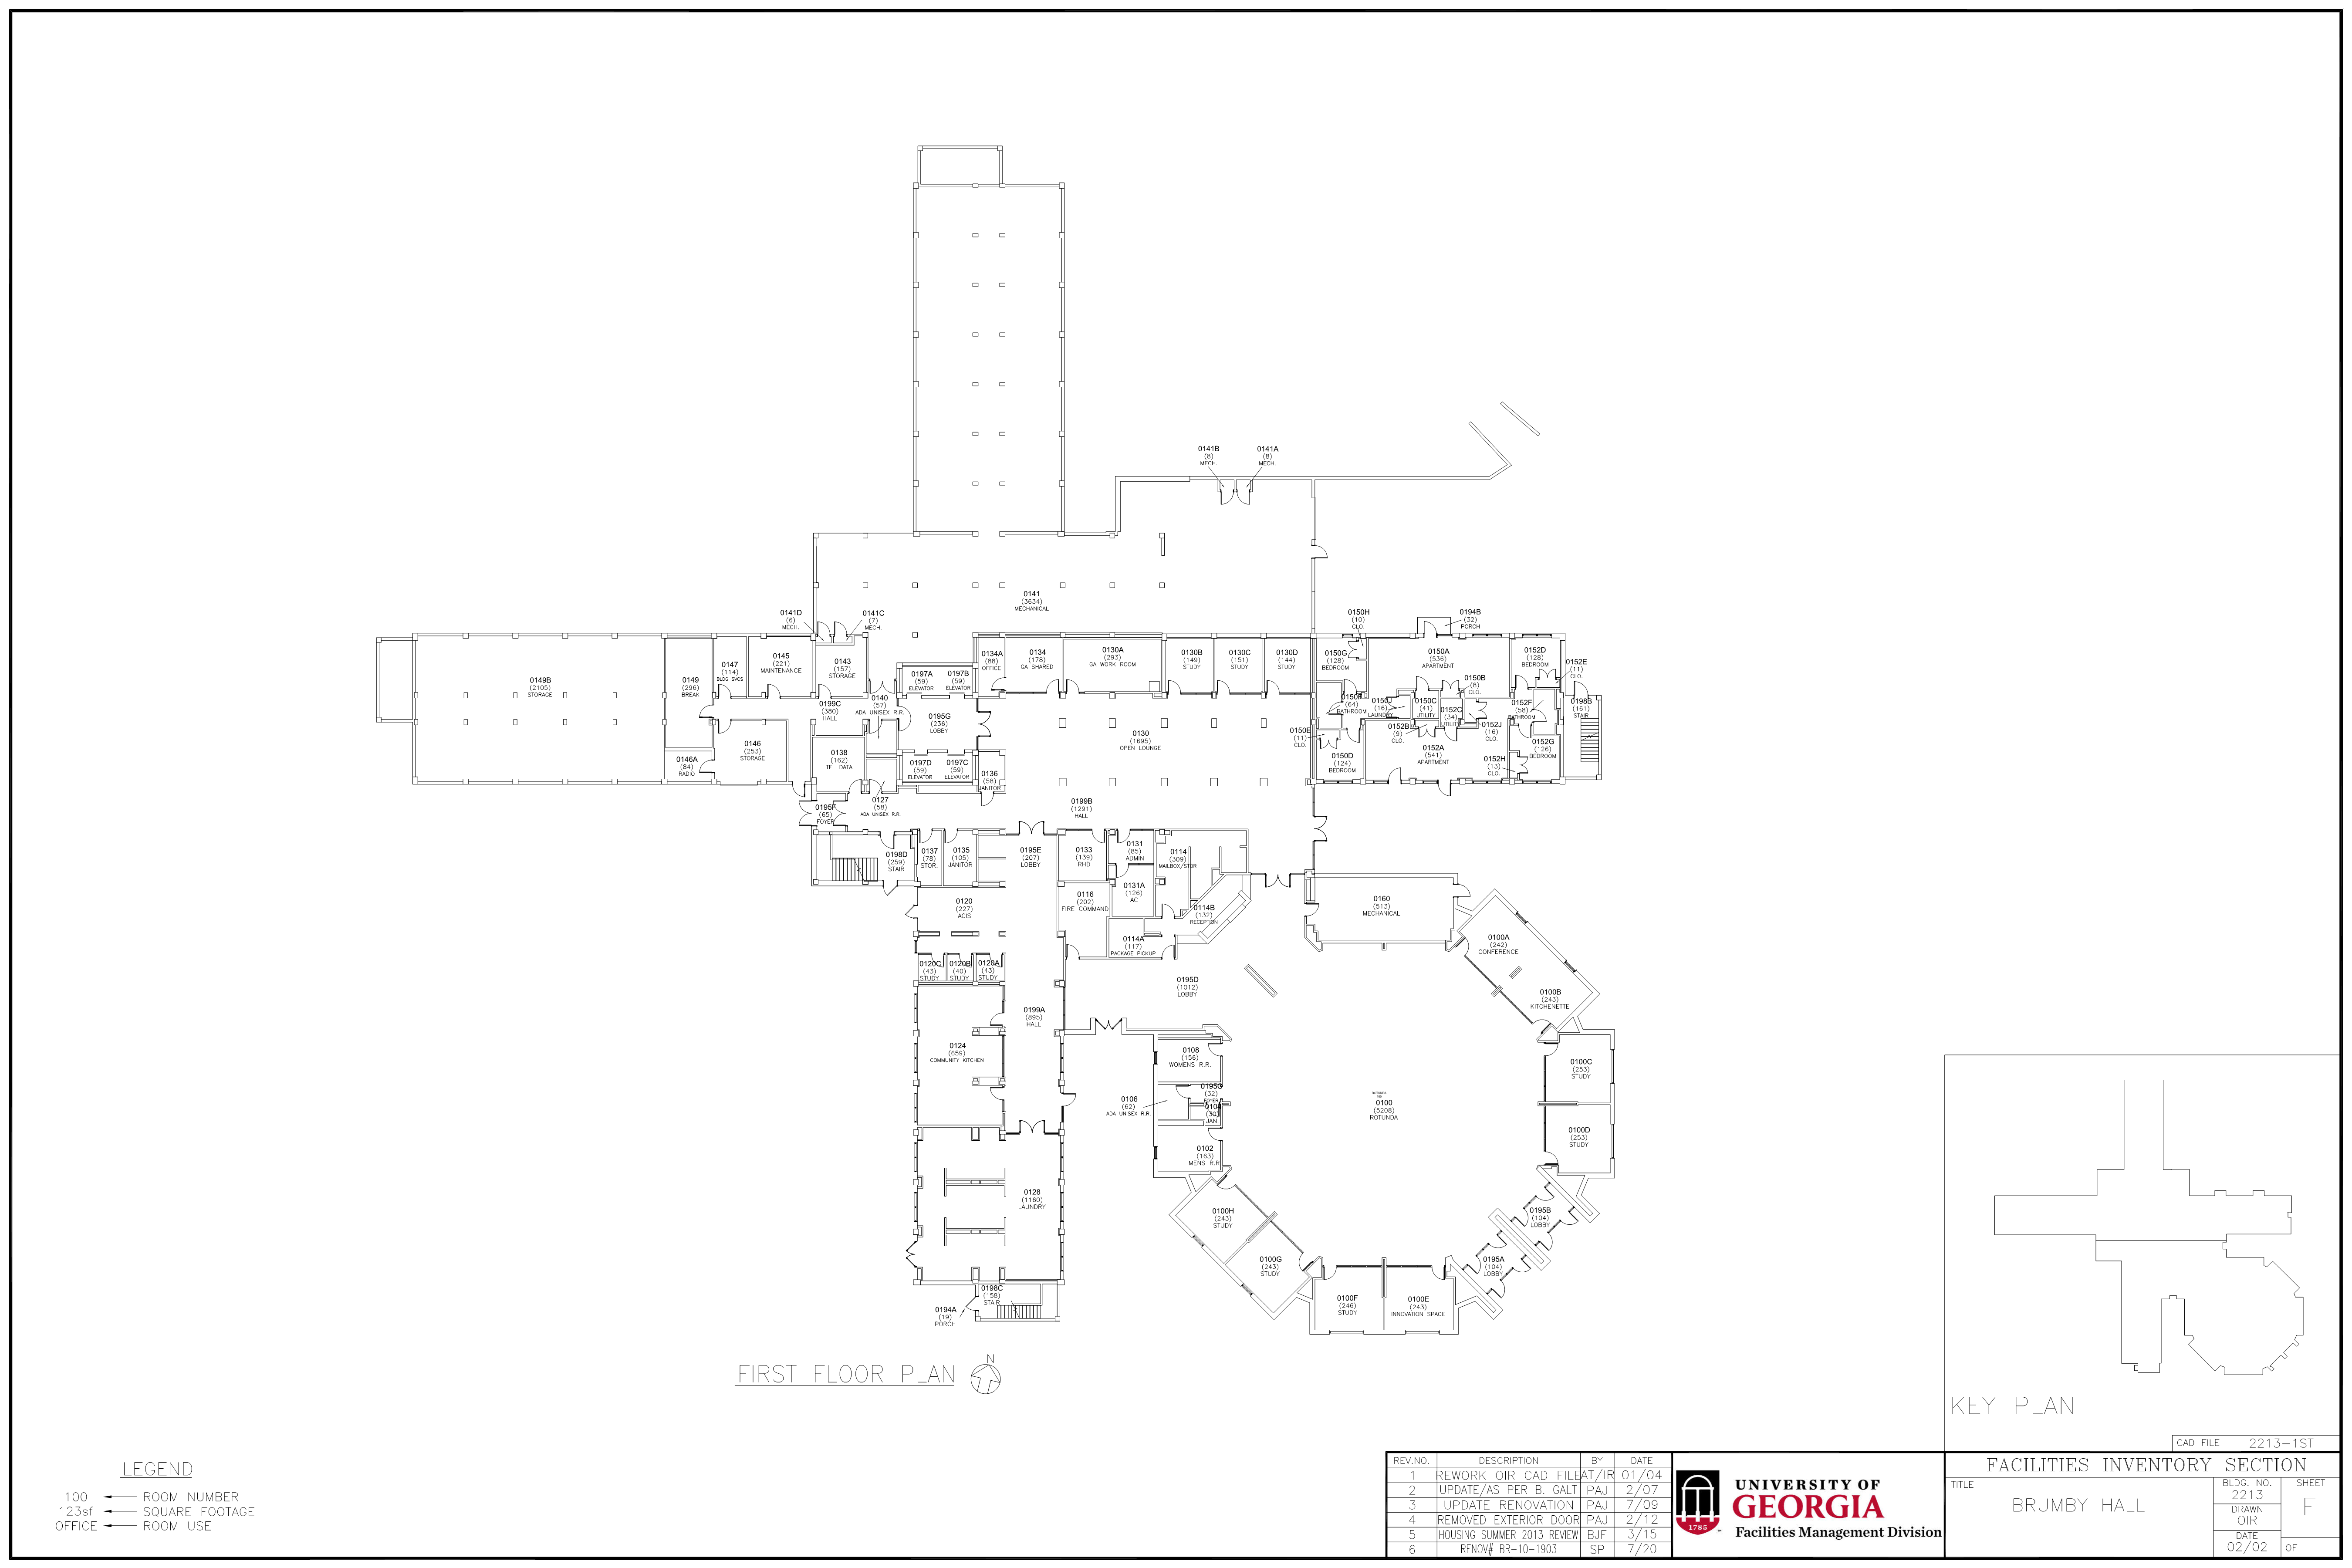 0141B
(8)
MECH.
0141A
(8)
MECH.
0141
(3634)
MECHANICAL
0141D
(6)
MECH.
0141C
(7)
MECH.
0150H
(10)
CLO.
0194B
(32)
PORCH
0149B
(2105)
STORAGE
0149
(296)
BREAK
0147
(114)
BLDG SVCS
0145
(221)
MAINTENANCE
0143
(157)
STORAGE
0197A
(59)
ELEVATOR
0197B
(59)
ELEVATOR
0134A
(88)
OFFICE
0134
(178)
GA SHARED
0130A
(293)
GA WORK ROOM
0130B
(149)
STUDY
0130C
(151)
STUDY
0130D
(144)
STUDY
0150G
(128)
BEDROOM
0150A
(536)
APARTMENT
0152D
(128)
BEDROOM
0152E
(11)
CLO.
0150B
(8)
CLO.
0199C
(380)
HALL
0140
(57)
ADA UNISEX R.R.
0195G
(236)
LOBBY
0130
(1695)
OPEN LOUNGE
0150F
(64)
BATHROOM
0150J
(16)
LAUNDRY
0150C
(41)
UTILITY
0152C
(34)
UTILITY
0152F
(58)
BATHROOM
0198B
(161)
STAIR
0150E
(11)
CLO.
0152B
(9)
CLO.
0152J
(16)
CLO.
0146
(253)
STORAGE
0146A
(84)
RADIO
0138
(162)
TEL DATA
0197D
(59)
ELEVATOR
0197C
(59)
ELEVATOR
0136
(58)
JANITOR
0150D
(124)
BEDROOM
0152A
(541)
APARTMENT
0152H
(13)
CLO.
0152G
(126)
BEDROOM
0195F
(65)
FOYER
0127
(58)
ADA UNISEX R.R.
0199B
(1291)
HALL
0198D
(259)
STAIR
0137
(78)
STOR.
0135
(105)
JANITOR
0195E
(207)
LOBBY
0133
(139)
RHD
0131
(85)
ADMIN
0114
(309)
MAILBOX/STOR
0120
(227)
ACIS
0116
(202)
FIRE COMMAND
0131A
(126)
AC
0114B
(132)
RECEPTION
0114A
(117)
PACKAGE PICKUP
0160
(513)
MECHANICAL
0100A
(242)
CONFERENCE
0100B
(243)
KITCHENETTE
0120C
(43)
STUDY
0120B
(40)
STUDY
0120A
(43)
STUDY
0195D
(1012)
LOBBY
0199A
(895)
HALL
0124
(659)
COMMUNITY KITCHEN
0108
(156)
WOMENS R.R.
0106
(62)
ADA UNISEX R.R.
0195C
(32)
FOYER
0104
(30)
JAN.
0102
(163)
MENS R.R
ROTUNDA
0100
(5208)
ROTUNDA
0100C
(253)
STUDY
0100D
(253)
STUDY
0128
(1160)
LAUNDRY
0100H
(243)
STUDY
0100G
(243)
STUDY
0100F
(246)
STUDY
0100E
(243)
INNOVATION SPACE
0195B
(104)
LOBBY
0195A
(104)
LOBBY
0198C
(158)
STAIR
0194A
(19)
PORCH
FIRST FLOOR PLAN
N
LEGEND
100 ROOM NUMBER
123sf SQUARE FOOTAGE
OFFICE ROOM USE
KEY PLAN
CAD FILE 2213-1ST
REV.NO. DESCRIPTION BY DATE
1 REWORK OIR CAD FILE AT/IR 01/04
2 UPDATE/AS PER B. GALT PAJ 2/07
3 UPDATE RENOVATION PAJ 7/09
4 REMOVED EXTERIOR DOOR PAJ 2/12
5 HOUSING SUMMER 2013 REVIEW BJF 3/15
6 RENOV# BR-10-1903 SP 7/20
1785
UNIVERSITY OF
GEORGIA
Facilities Management Division
FACILITIES INVENTORY SECTION
TITLE
BRUMBY HALL
BLDG. NO.
2213
DRAWN
OIR
DATE
02/02
SHEET
F
OF